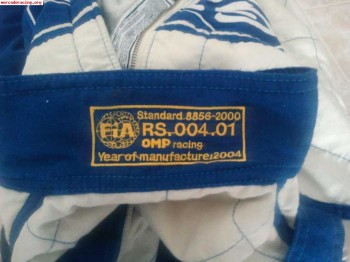 mercadoracing.org
Standard 8856-2000
FiA RS.004.01
OMP racing
Year of manufacture:2004